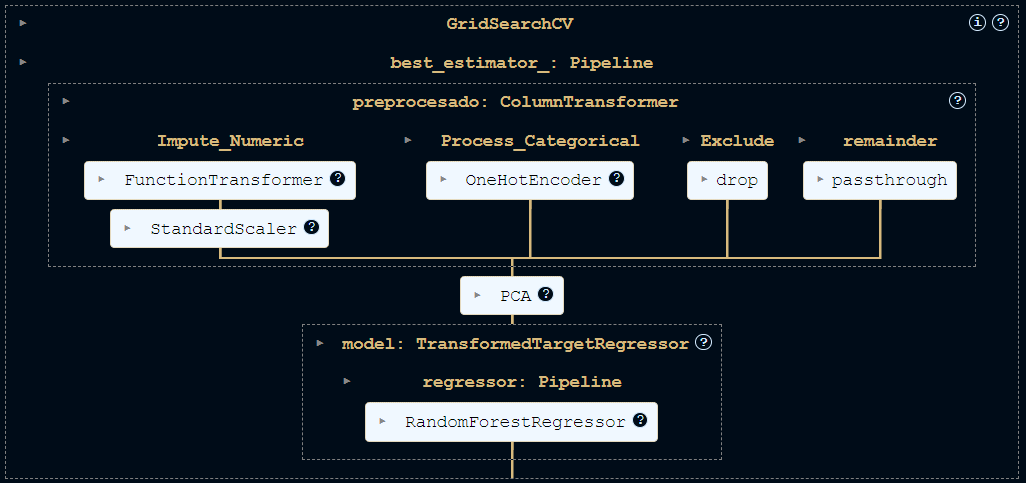 GridSearchCV i ?
best_estimator_: Pipeline
preprocesado: ColumnTransformer ?
Impute_Numeric Process_Categorical Exclude remainder
FunctionTransformer ? OneHotEncoder ? drop passthrough
StandardScaler ?
PCA ?
model: TransformedTargetRegressor ?
regressor: Pipeline
RandomForestRegressor ?